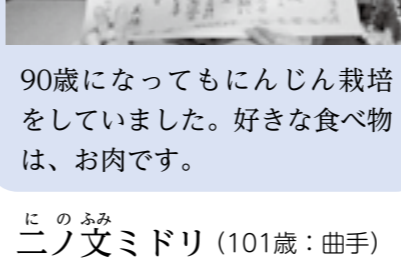 90歳になってもにんじん栽培
をしていました。好きな食べ物
は、お肉です。
に の ふみ
二ノ文ミドリ（101歳：曲手）